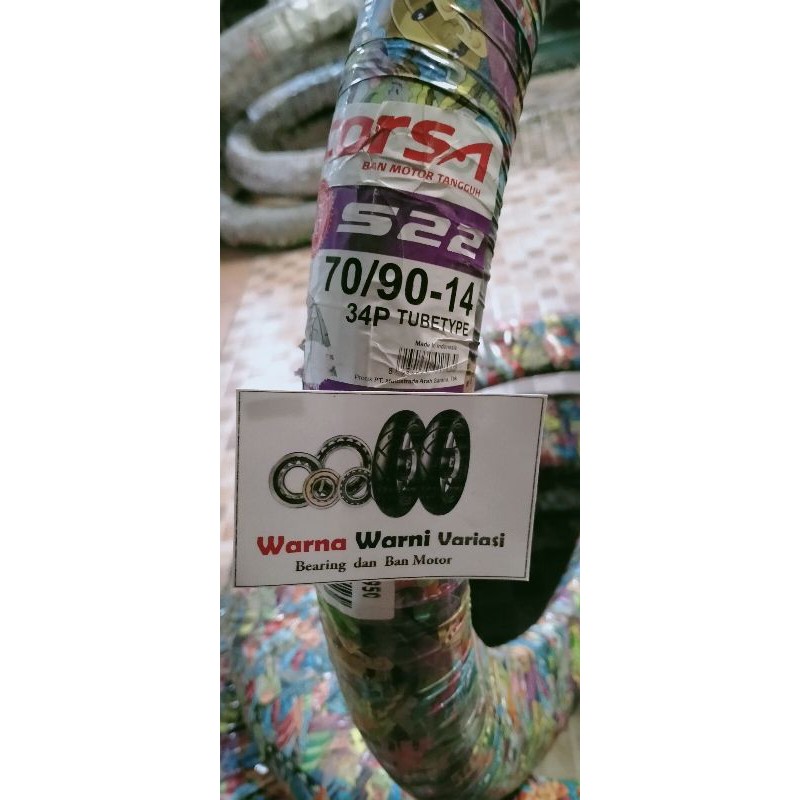 corsa
BAN MOTOR TANGGUH
S22
70/90-14
34P TUBETYPE
Made in Indonesia
Warna Warni Variasi
Bearing dan Ban Motor
950